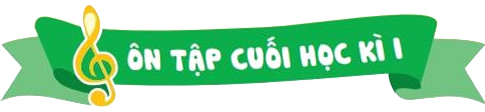 ÔN TẬP CUỐI HỌC KÌ I